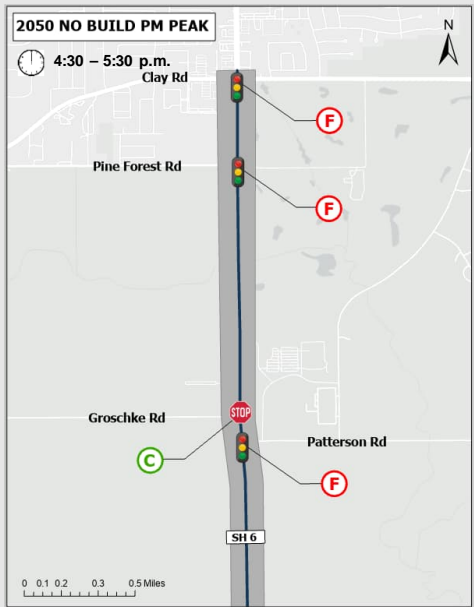 2050 NO BUILD PM PEAK
N
4:30 – 5:30 p.m.
Clay Rd
F
Pine Forest Rd
F
STOP
Groschke Rd
Patterson Rd
C
F
SH 6
0 0.1 0.2 0.3 0.5 Miles